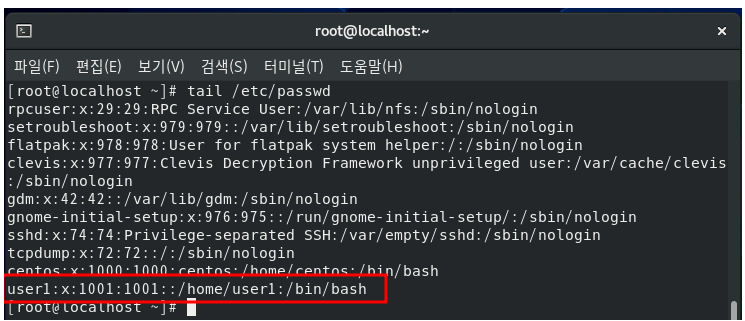 root@localhost:~
×
파일(F) 편집(E) 보기(V) 검색(S) 터미널(T) 도움말(H)
[root@localhost ~]# tail /etc/passwd
rpcuser:x:29:29:RPC Service User:/var/lib/nfs:/sbin/nologin
setroubleshoot:x:979:979::/var/lib/setroubleshoot:/sbin/nologin
flatpak:x:978:978:User for flatpak system helper:/:/sbin/nologin
clevis:x:977:977:Clevis Decryption Framework unprivileged user:/var/cache/clevis
:/sbin/nologin
gdm:x:42:42::/var/lib/gdm:/sbin/nologin
gnome-initial-setup:x:976:975::/run/gnome-initial-setup/:/sbin/nologin
sshd:x:74:74:Privilege-separated SSH:/var/empty/sshd:/sbin/nologin
tcpdump:x:72:72::/:/sbin/nologin
centos:x:1000:1000:centos:/home/centos:/bin/bash
user1:x:1001:1001::/home/user1:/bin/bash
[root@localhost ~]#